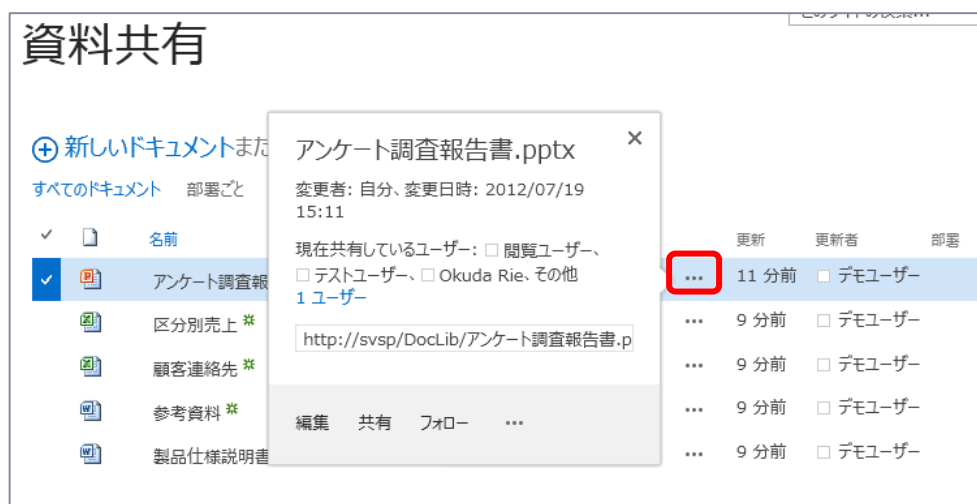 資料共有
新しいドキュメントまた
すべてのドキュメント 部署ごと
名前 更新 更新者 部署
アンケート調査報 ... 11 分前 デモユーザー
区分別売上 ... 9 分前 デモユーザー
顧客連絡先 ... 9 分前 デモユーザー
参考資料 ... 9 分前 デモユーザー
製品仕様説明書 ... 9 分前 デモユーザー
アンケート調査報告書.pptx
変更者: 自分、変更日時: 2012/07/19
15:11
現在共有しているユーザー: 閲覧ユーザー、
テストユーザー、 Okuda Rie、その他
1 ユーザー
http://svsp/DocLib/アンケート調査報告書.p
編集 共有 フォロー ...